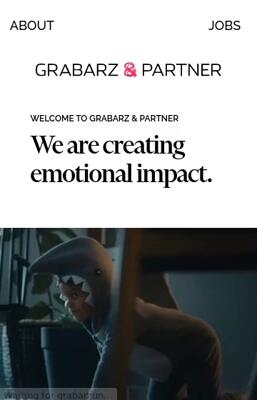 ABOUT JOBS
GRABARZ & PARTNER
WELCOME TO GRABARZ & PARTNER
We are creating
emotional impact.
Waiting for grabarzun...